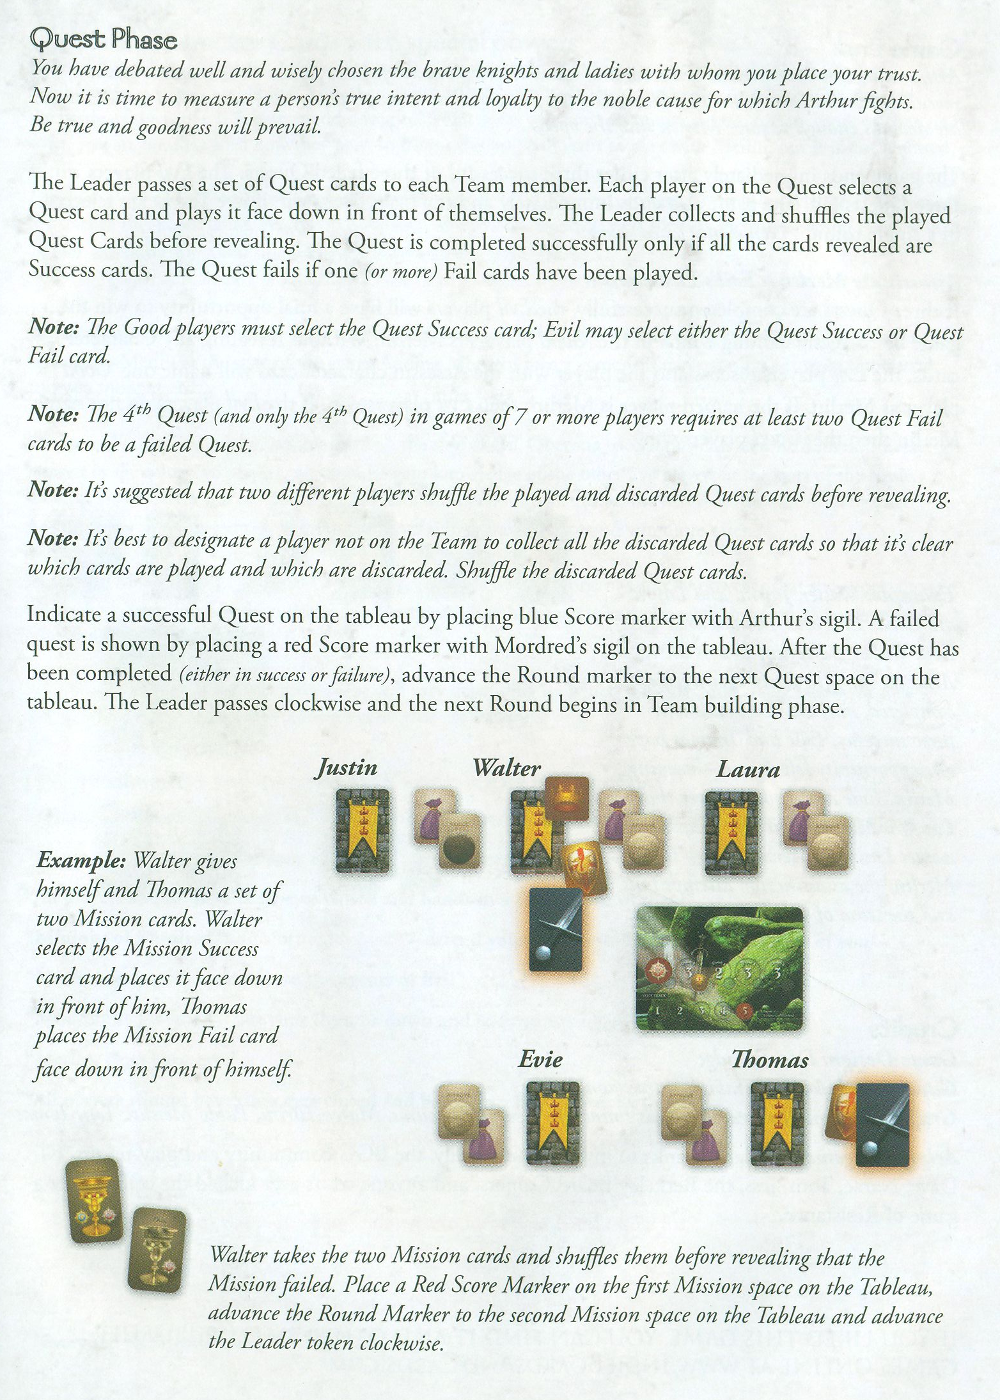 Quest Phase
You have debated well and wisely chosen the brave knights and ladies with whom you place your trust.
Now it is time to measure a person's true intent and loyalty to the noble cause for which Arthur fights.
Be true and goodness will prevail.
The Leader passes a set of Quest cards to each Team member. Each player on the Quest selects a
Quest card and plays it face down in front of themselves. The Leader collects and shuffles the played
Quest Cards before revealing. The Quest is completed successfully only if all the cards revealed are
Success cards. The Quest fails if one (or more) Fail cards have been played.
Note: The Good players must select the Quest Success card; Evil may select either the Quest Success or Quest
Fail card.
Note: The 4th Quest (and only the 4th Quest) in games of 7 or more players requires at least two Quest Fail
cards to be a failed Quest.
Note: It's suggested that two different players shuffle the played and discarded Quest cards before revealing.
Note: It's best to designate a player not on the Team to collect all the discarded Quest cards so that it's clear
which cards are played and which are discarded. Shuffle the discarded Quest cards.
Indicate a successful Quest on the tableau by placing blue Score marker with Arthur's sigil. A failed
quest is shown by placing a red Score marker with Mordred's sigil on the tableau. After the Quest has
been completed (either in success or failure), advance the Round marker to the next Quest space on the
tableau. The Leader passes clockwise and the next Round begins in Team building phase.
Justin Walter Laura
Example: Walter gives
himself and Thomas a set of
two Mission cards. Walter
selects the Mission Success
card and places it face down
in front of him, Thomas
places the Mission Fail card
face down in front of himself.
3 2 3 3
1 2 3 4 5
Evie Thomas
Walter takes the two Mission cards and shuffles them before revealing that the
Mission failed. Place a Red Score Marker on the first Mission space on the Tableau,
advance the Round Marker to the second Mission space on the Tableau and advance
the Leader token clockwise.